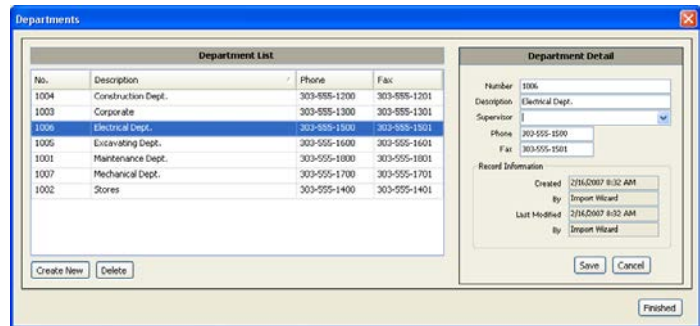 Departments
Department List
No. Description Phone Fax
1004 Construction Dept. 303-555-1200 303-555-1201
1003 Corporate 303-555-1300 303-555-1301
1006 Electrical Dept. 303-555-1500 303-555-1501
1005 Excavating Dept. 303-555-1600 303-555-1601
1001 Maintenance Dept. 303-555-1800 303-555-1801
1007 Mechanical Dept. 303-555-1700 303-555-1701
1002 Stores 303-555-1400 303-555-1401
Create New Delete
Department Detail
Number 1006
Description Electrical Dept.
Supervisor
Phone 303-555-1500
Fax 303-555-1501
Record Information
Created 2/16/2007 8:32 AM
By Import Wizard
Last Modified 2/16/2007 8:32 AM
By Import Wizard
Save Cancel
Finished